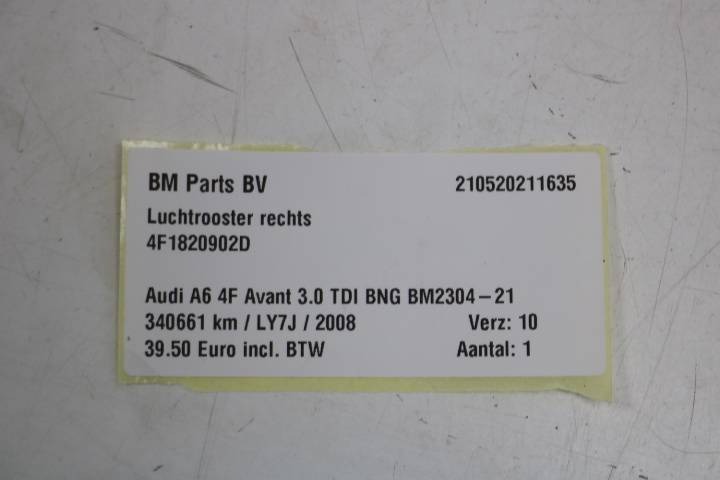 BM Parts BV 210520211635
Luchtrooster rechts
4F1820902D
Audi A6 4F Avant 3.0 TDI BNG BM2304-21
340661 km / LY7J / 2008 Verz: 10
39.50 Euro incl. BTW Aantal: 1